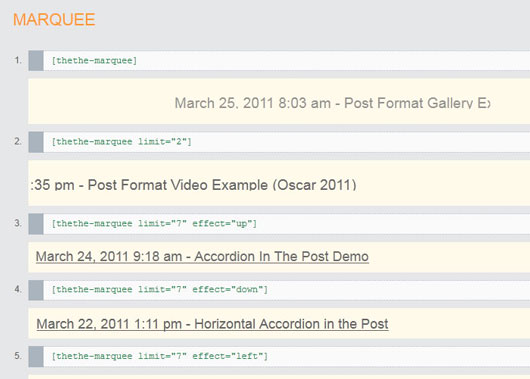 MARQUEE
1. [thethe-marquee]
March 25, 2011 8:03 am - Post Format Gallery
2. [thethe-marquee limit="2"]
:35 pm - Post Format Video Example (Oscar 2011)
3. [thethe-marquee limit="7" effect="up"]
March 24, 2011 9:18 am - Accordion In The Post Demo
4. [thethe-marquee limit="7" effect="down"]
March 22, 2011 1:11 pm - Horizontal Accordion in the Post
5. [thethe-marquee limit="7" effect="left"]